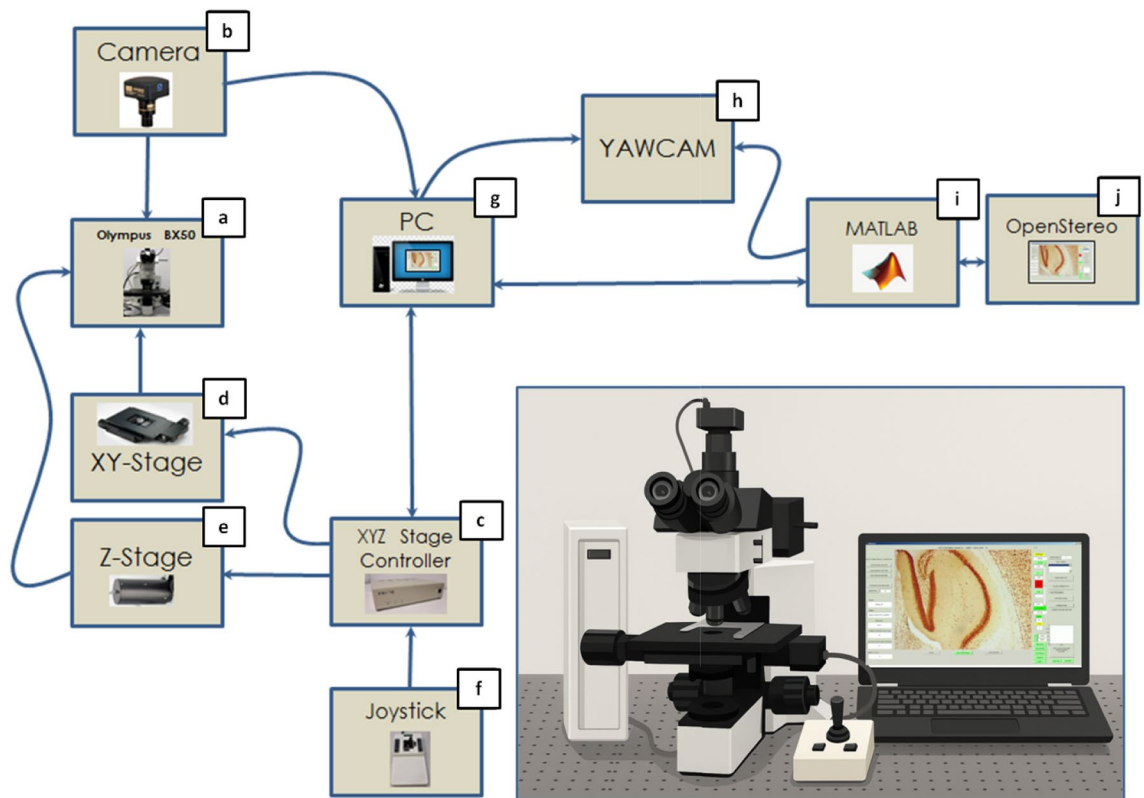 b
Camera
h
YAWCAM
a
Olympus BX50
g
PC
i
MATLAB
j
OpenStereo
d
XY-Stage
e
Z-Stage
c
XYZ Stage
Controller
f
Joystick